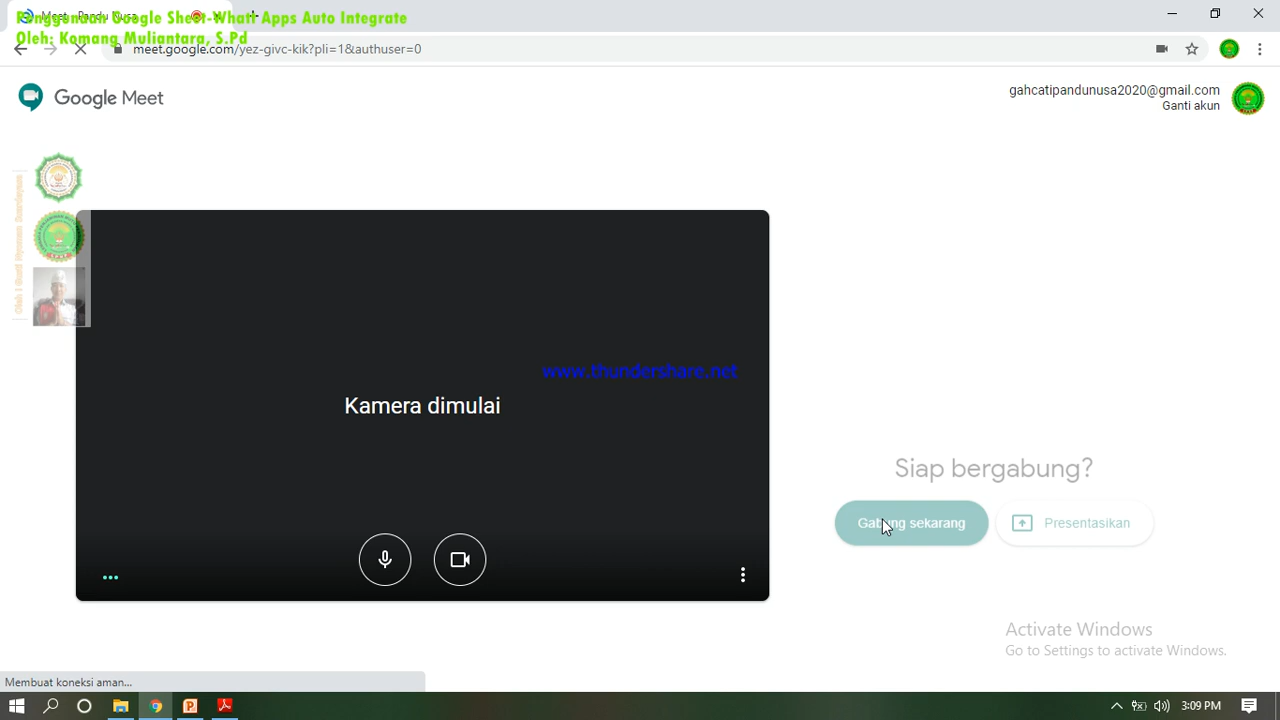 Penggunaan Google Sheet-Whatt Apps Auto Integrate
Oleh: Komang Muliantara, S.Pd
meet.google.com/yez-givc-kik?pli=1&authuser=0
Google Meet
gahcatipandunusa2020@gmail.com
Ganti akun
www.thundershare.net
Kamera dimulai
Siap bergabung?
Gabung sekarang
Presentasikan
Activate Windows
Go to Settings to activate Windows.
Membuat koneksi aman...
3:09 PM